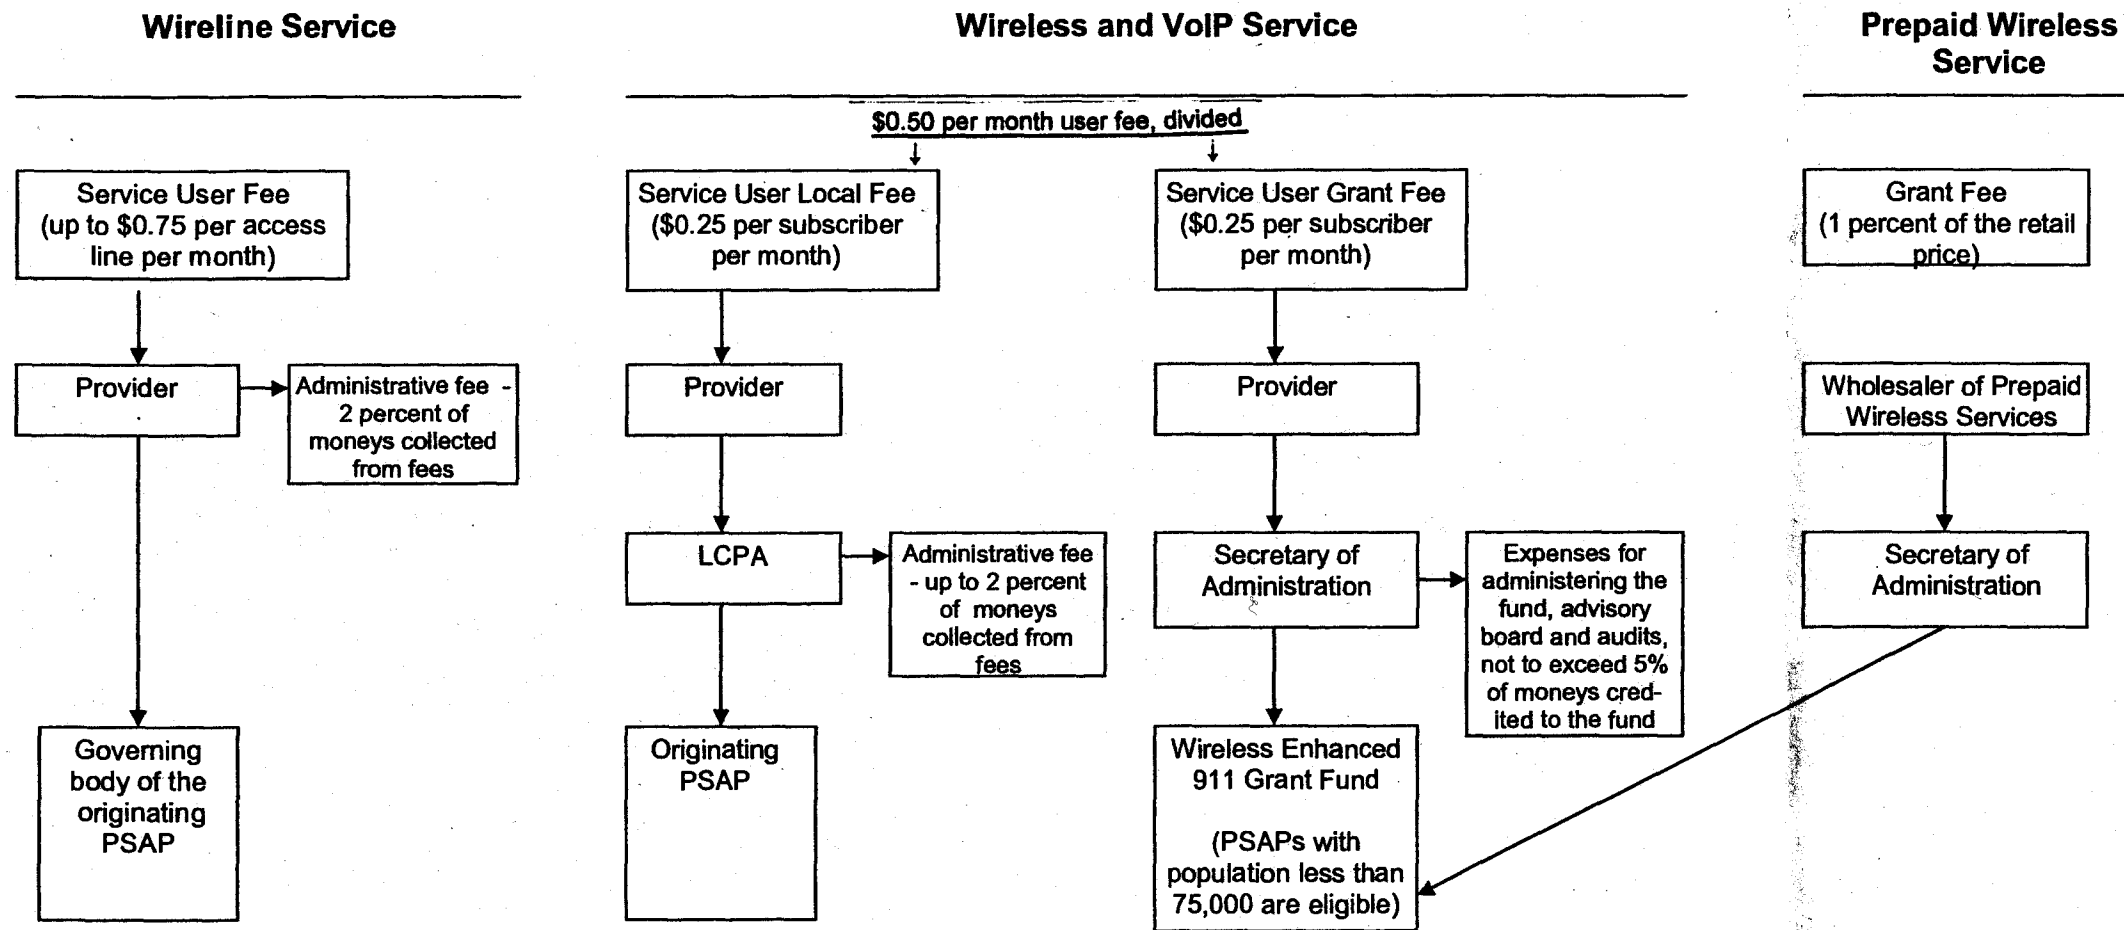 Wireline Service
Wireless and VoIP Service
Prepaid Wireless
Service
$0.50 per month user fee, divided
Service User Fee
(up to $0.75 per access
line per month)
Service User Local Fee
($0.25 per subscriber
per month)
Service User Grant Fee
($0.25 per subscriber
per month)
Grant Fee
(1 percent of the retail
price)
Provider
Administrative fee -
2 percent of
moneys collected
from fees
Provider
Provider
Wholesaler of Prepaid
Wireless Services
LCPA
Administrative fee
- up to 2 percent
of moneys
collected from
fees
Secretary of
Administration
Expenses for
administering the
fund, advisory
board and audits,
not to exceed 5%
of moneys cred-
ited to the fund
Secretary of
Administration
Governing
body of the
originating
PSAP
Originating
PSAP
Wireless Enhanced
911 Grant Fund
(PSAPs with
population less than
75,000 are eligible)